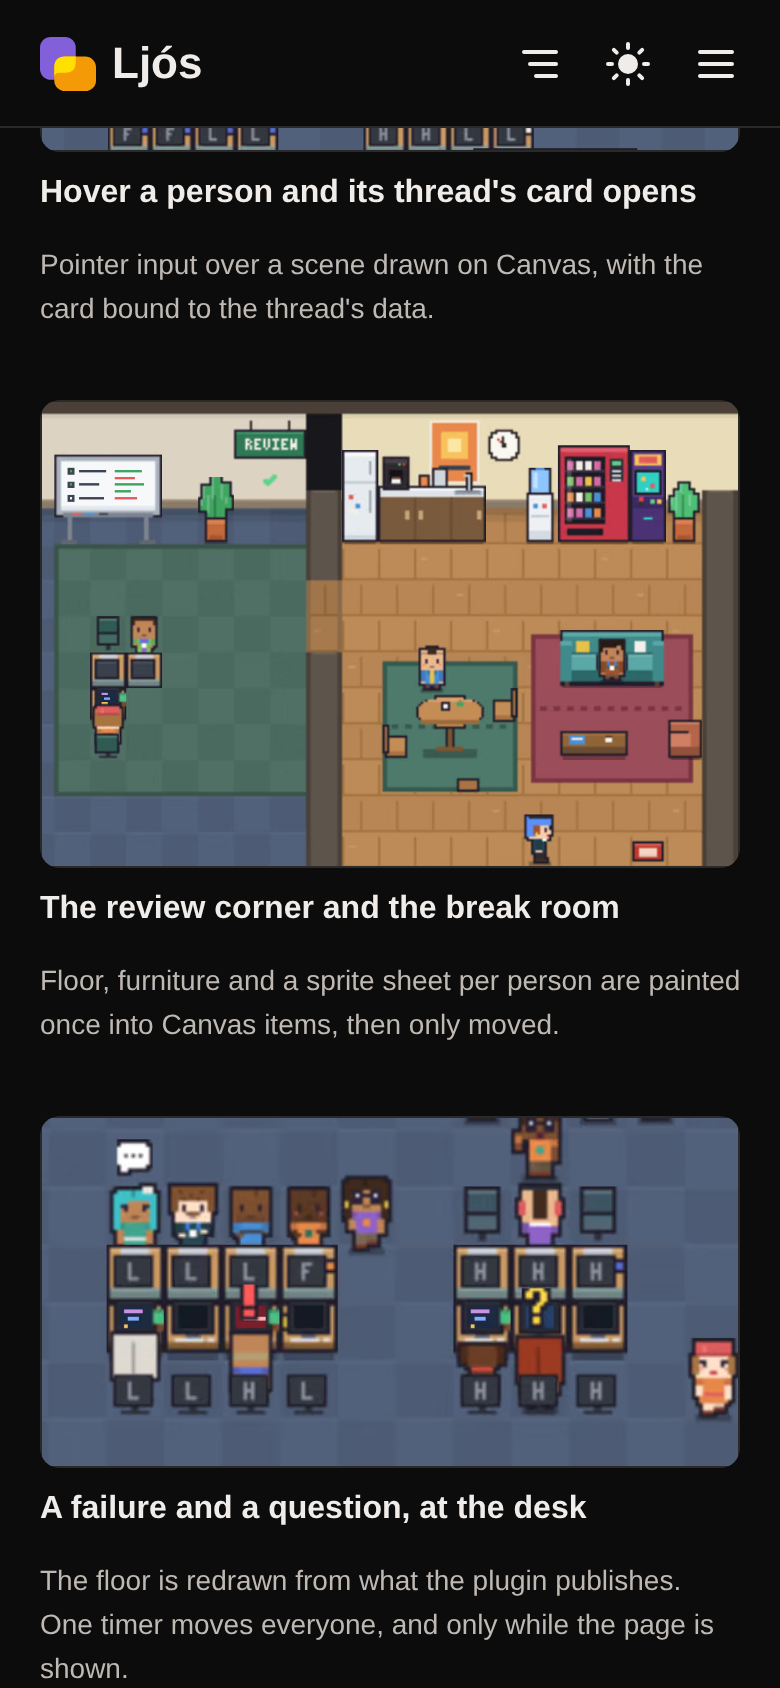 Ljós
F F L L H H L L
Hover a person and its thread's card opens
Pointer input over a scene drawn on Canvas, with the
card bound to the thread's data.
REVIEW
The review corner and the break room
Floor, furniture and a sprite sheet per person are painted
once into Canvas items, then only moved.
...
L L L F H H H
! ?
L L H L H H H
A failure and a question, at the desk
The floor is redrawn from what the plugin publishes.
One timer moves everyone, and only while the page is
shown.